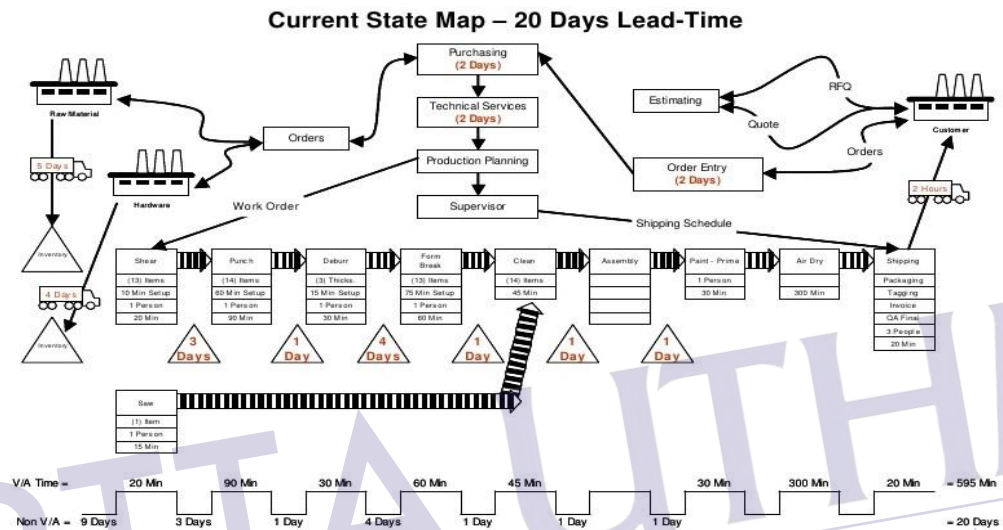 Current State Map – 20 Days Lead-Time
Purchasing
(2 Days)
Technical Services
(2 Days)
Production Planning
Supervisor
Orders
Raw Material
5 Days
Inventory
Hardware
4 Days
Inventory
Work Order
Estimating
RFQ
Quote
Customer
Orders
Order Entry
(2 Days)
2 Hours
Shipping Schedule
Shear
(13) Items
10 Min Setup
1 Person
20 Min
Punch
(14) Items
60 Min Setup
1 Person
90 Min
Deburr
(3) Thicks.
15 Min Setup
1 Person
30 Min
Form
Break
(13) Items
75 Min Setup
1 Person
60 Min
Clean
(14) Items
45 Min
Assembly
Paint - Prime
1 Person
30 Min
Air Dry
300 Min
Shipping
Packaging
Tagging
Invoice
QA Final
3 People
20 Min
3
Days
1
Day
4
Days
1
Day
1
Day
1
Day
Saw
(1) Item
1 Person
15 Min
V/A Time = 20 Min 90 Min 30 Min 60 Min 45 Min 30 Min 300 Min 20 Min = 595 Min
Non V/A = 9 Days 3 Days 1 Day 4 Days 1 Day 1 Day 1 Day = 20 Days